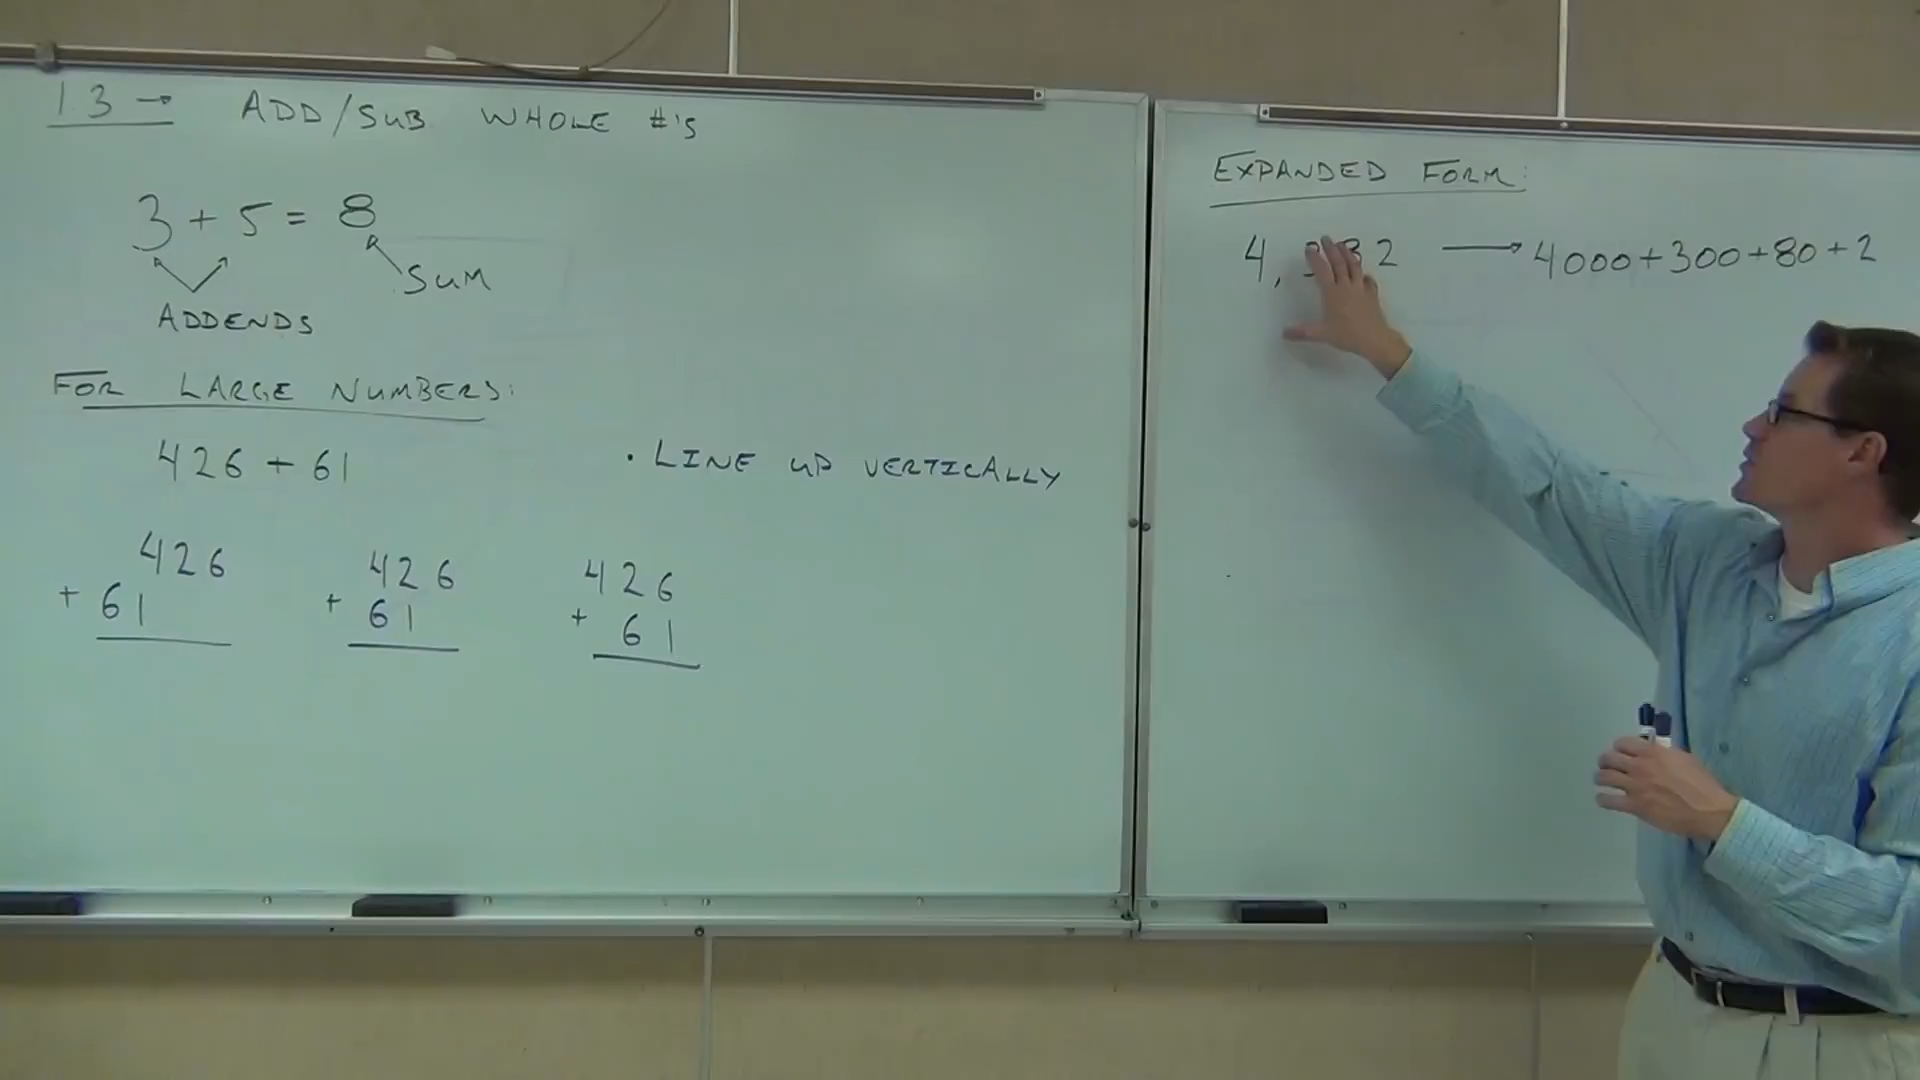 1.3 → ADD/SUB WHOLE #'S
3 + 5 = 8
SUM
ADDENDS
FOR LARGE NUMBERS:
426 + 61
• LINE UP VERTICALLY
426
+ 61
426
+ 61
426
+ 61
EXPANDED FORM:
4, 382 → 4000+300+80+2